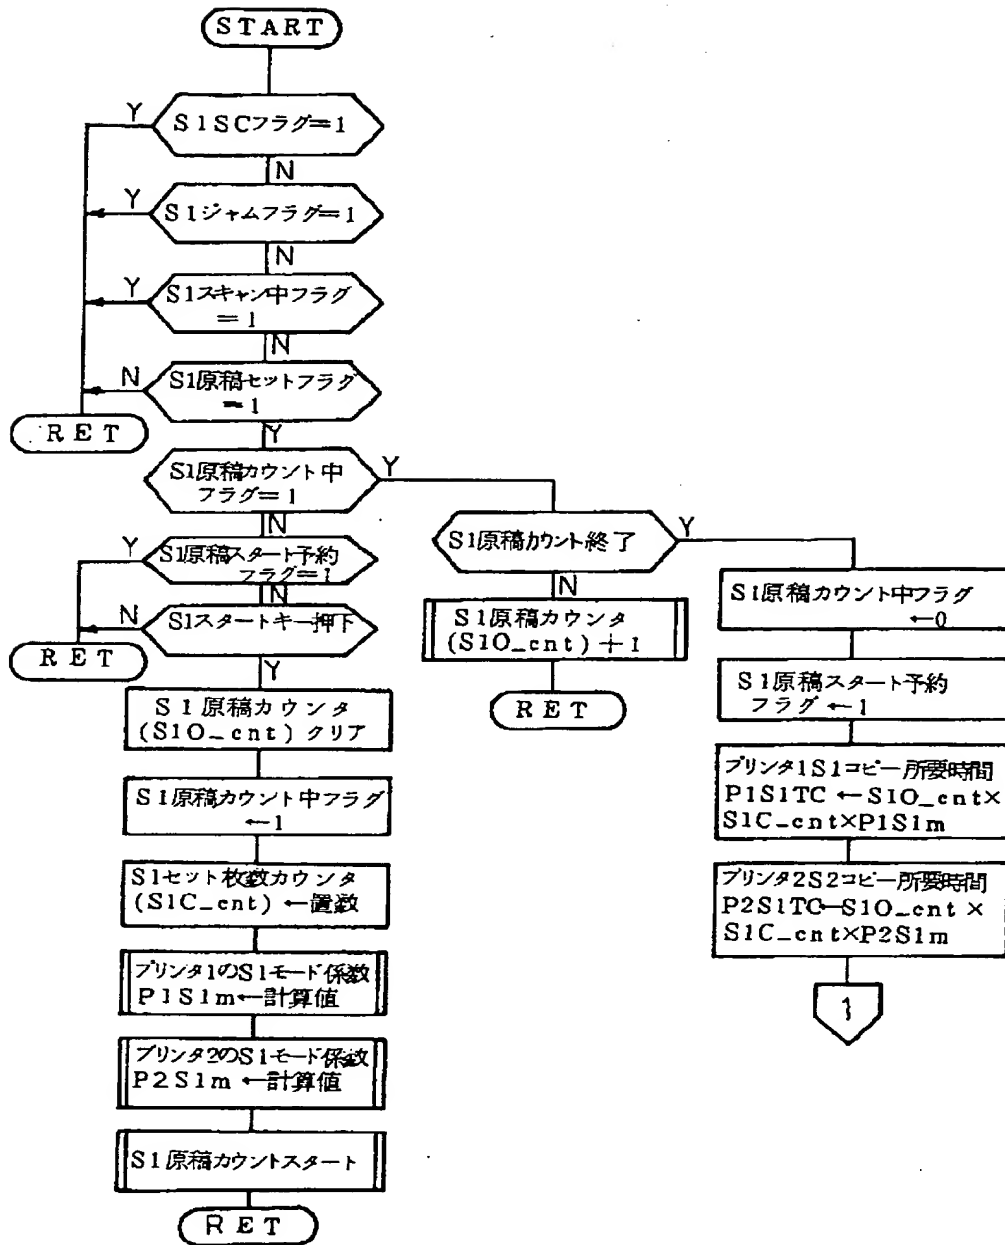 START
Y
S1SCフラグ=1
N
Y
S1ジャムフラグ=1
N
Y
S1スキャン中フラグ
=1
N
N
S1原稿セットフラグ
=1
RET
Y
S1原稿カウント中
フラグ=1
Y
N
Y
S1原稿スタート予約
フラグ=1
N
N
S1スタートキー押下
RET
Y
S1原稿カウンタ
(S1O_cnt)クリア
S1原稿カウント中フラグ
←1
S1セット枚数カウンタ
(S1C_cnt)←置数
プリンタ1のS1モード係数
P1S1m←計算値
プリンタ2のS1モード係数
P2S1m←計算値
S1原稿カウントスタート
RET
S1原稿カウント終了
Y
N
S1原稿カウンタ
(S1O_cnt)+1
RET
S1原稿カウント中フラグ
←0
S1原稿スタート予約
フラグ←1
プリンタ1S1コピー所要時間
P1S1TC←S1O_cnt×
S1C_cnt×P1S1m
プリンタ2S2コピー所要時間
P2S1TC←S1O_cnt×
S1C_cnt×P2S1m
1